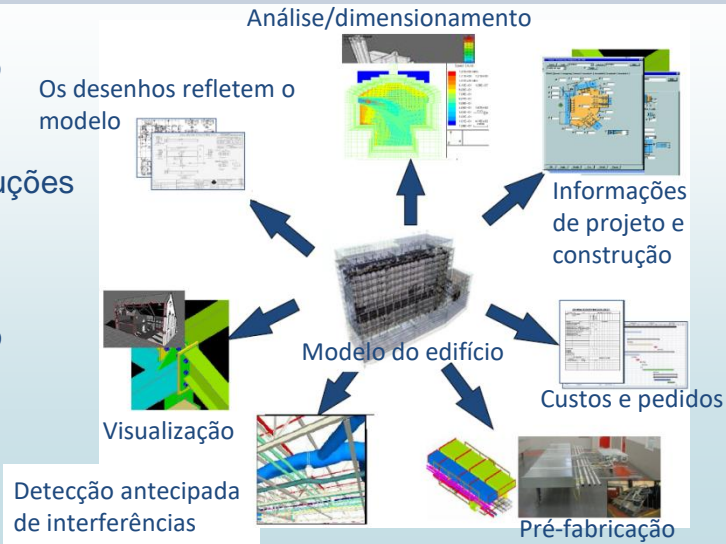 Análise/dimensionamento
Os desenhos refletem o
modelo
uções
Informações
de projeto e
construção
Modelo do edifício
Custos e pedidos
Visualização
Detecção antecipada
de interferências
Pré-fabricação